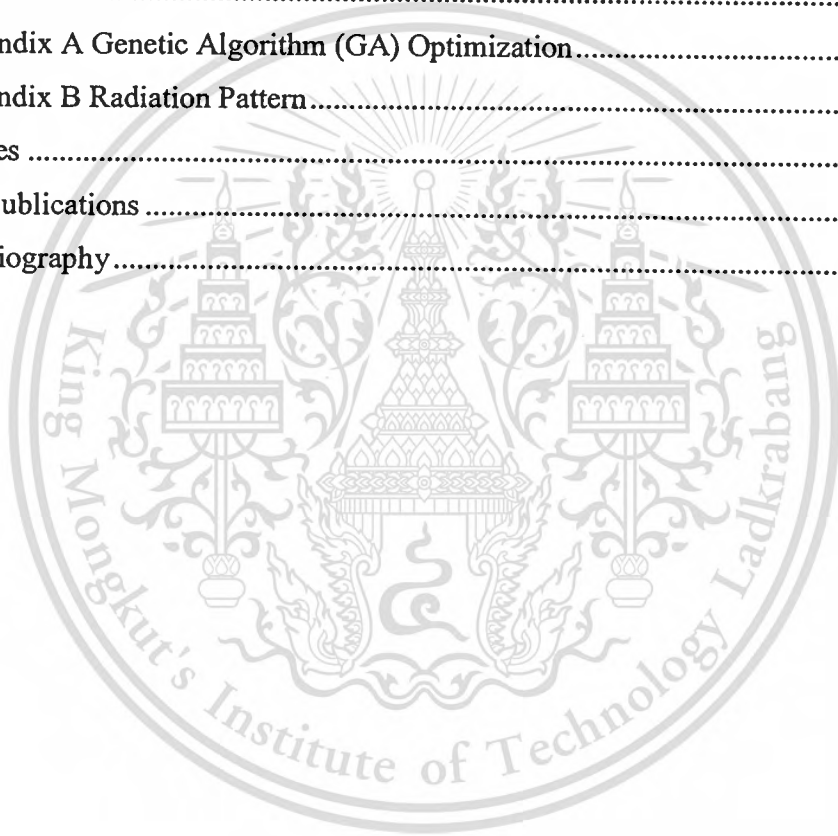 ndix A Genetic Algorithm (GA) Optimization
ndix B Radiation Pattern
es
ublications
iography
King Mongkut's Institute of Technology Ladkrabang